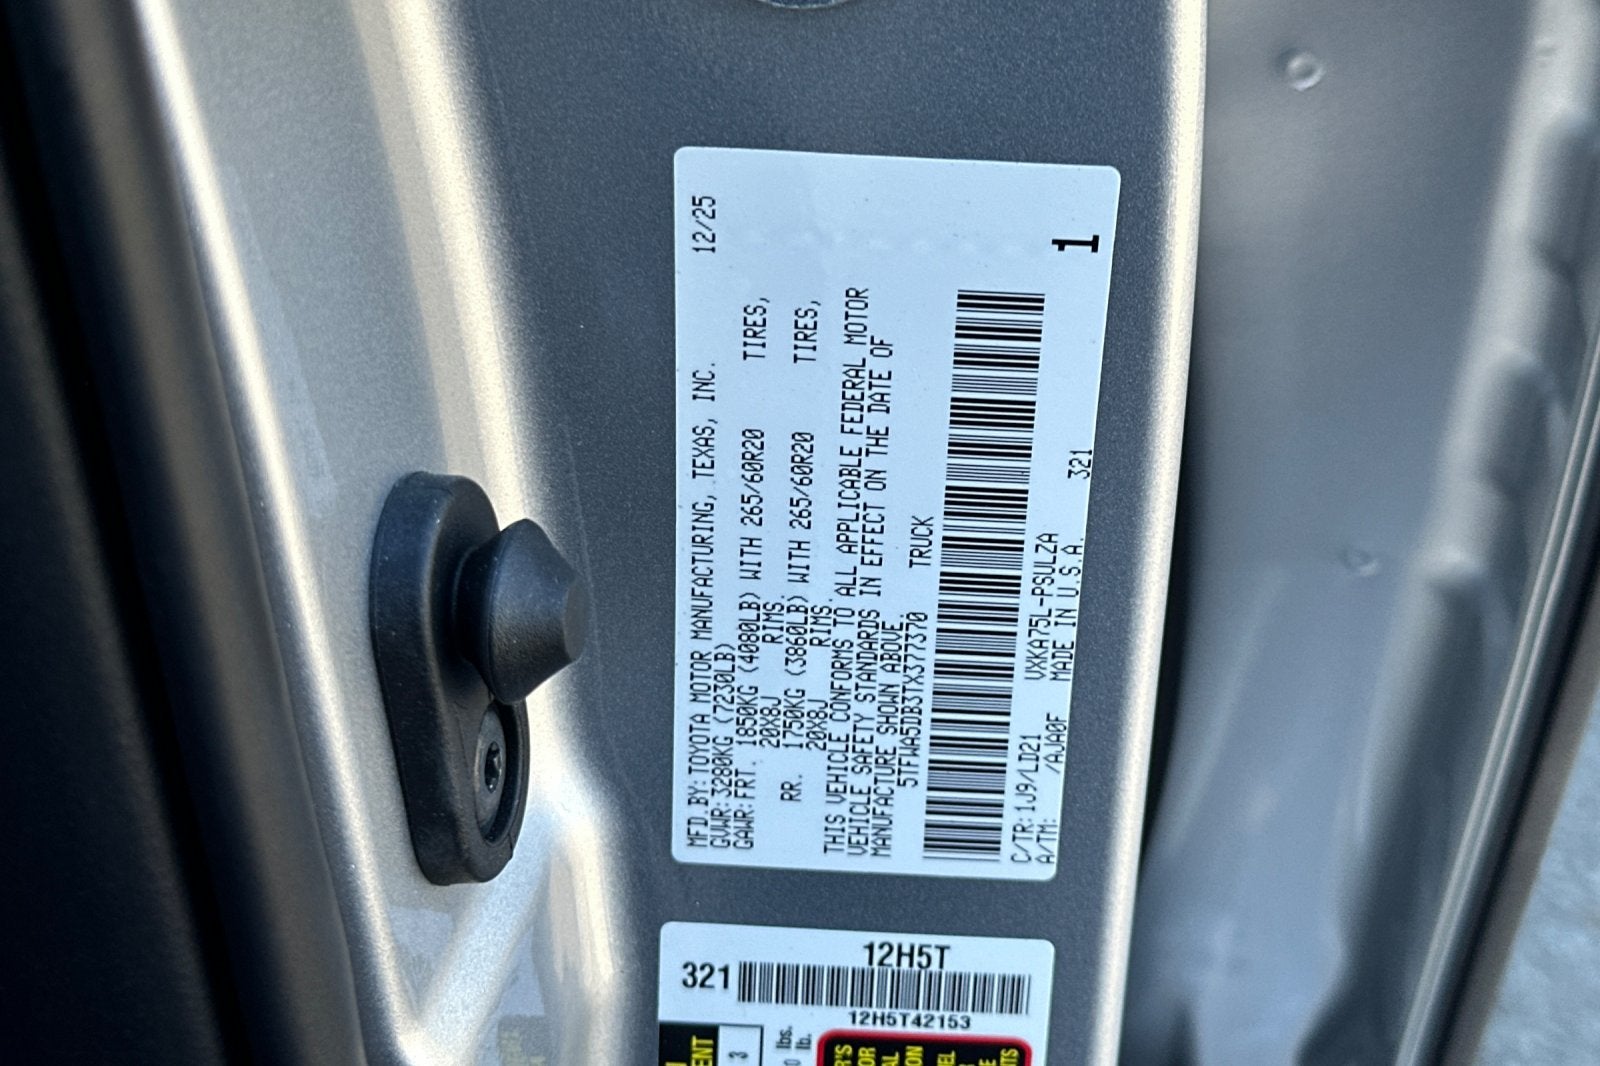 MFD.BY:TOYOTA MOTOR MANUFACTURING, TEXAS, INC. 12/25
GVWR:3280KG (7230LB)
GAWR:FRT. 1850KG (4080LB) WITH 265/60R20 TIRES,
20X8J RIMS.
RR. 1750KG (3860LB) WITH 265/60R20 TIRES,
20X8J RIMS.
THIS VEHICLE CONFORMS TO ALL APPLICABLE FEDERAL MOTOR
VEHICLE SAFETY STANDARDS IN EFFECT ON THE DATE OF
MANUFACTURE SHOWN ABOVE.
5TFWA5DB3TX377370 TRUCK
C/TR:1J9/LD21 VXKA75L-PSULZA
A/TM: /AJA0F MADE IN U.S.A. 321
1
12H5T
321
12H5T42153
3
lbs.
lb.